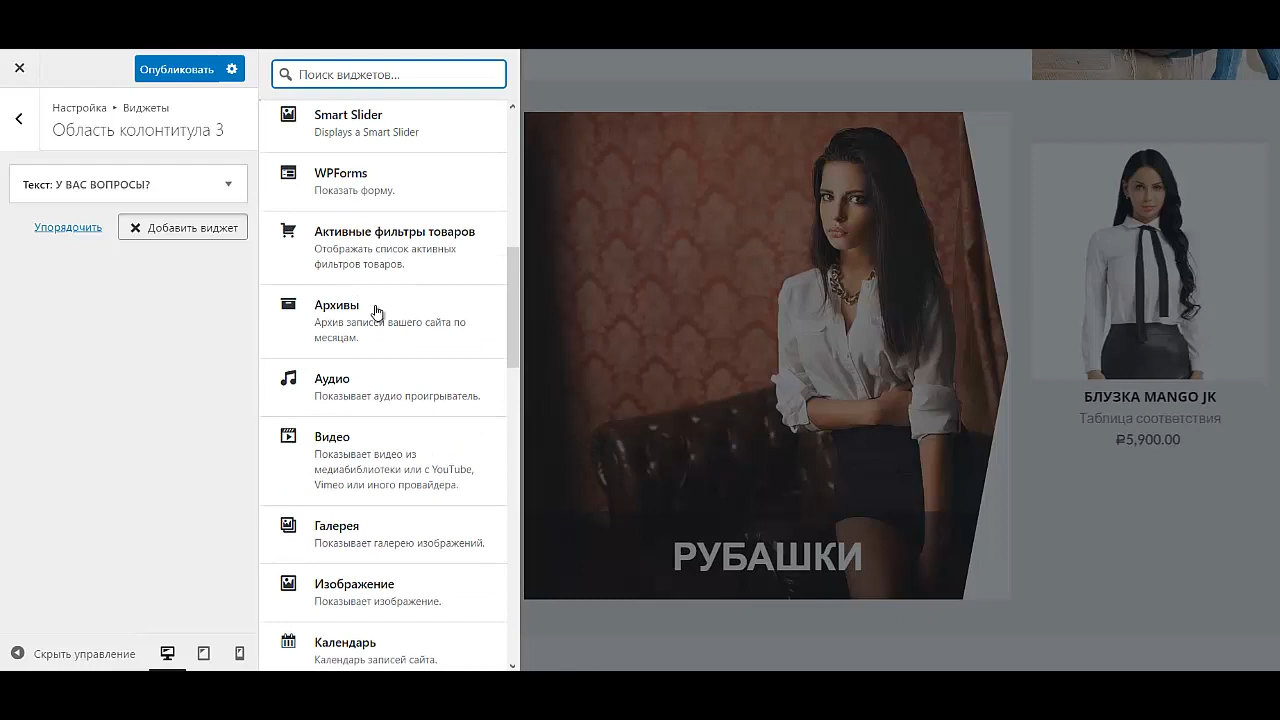 Опубликовать
Настройка ▸ Виджеты
Область колонтитула 3
Текст: У ВАС ВОПРОСЫ?
Упорядочить
Добавить виджет
Скрыть управление
Поиск виджетов...
Smart Slider
Displays a Smart Slider
WPForms
Показать форму.
Активные фильтры товаров
Отображать список активных
фильтров товаров.
Архивы
Архив записей вашего сайта по
месяцам.
Аудио
Показывает аудио проигрыватель.
Видео
Показывает видео из
медиабиблиотеки или с YouTube,
Vimeo или иного провайдера.
Галерея
Показывает галерею изображений.
Изображение
Показывает изображение.
Календарь
Календарь записей сайта.
РУБАШКИ
БЛУЗКА MANGO JK
Таблица соответствия
₽5,900.00